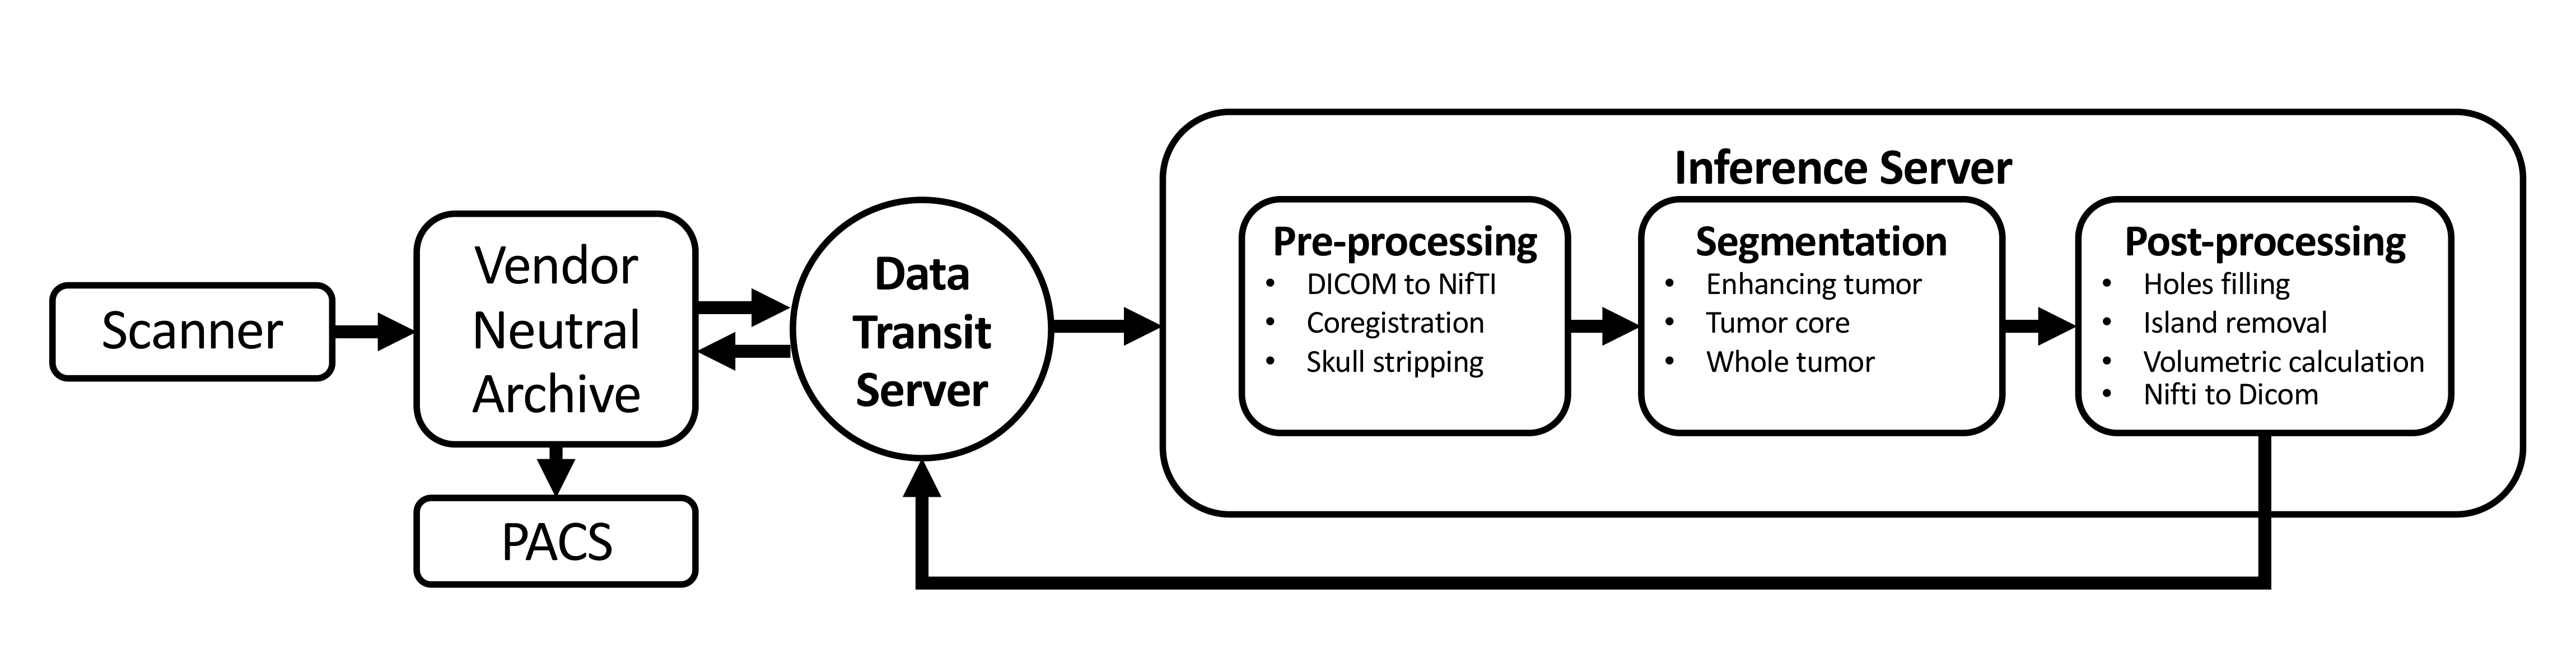 Scanner
Vendor
Neutral
Archive
PACS
Data
Transit
Server
Inference Server
Pre-processing
• DICOM to NifTI
• Coregistration
• Skull stripping
Segmentation
• Enhancing tumor
• Tumor core
• Whole tumor
Post-processing
• Holes filling
• Island removal
• Volumetric calculation
• Nifti to Dicom